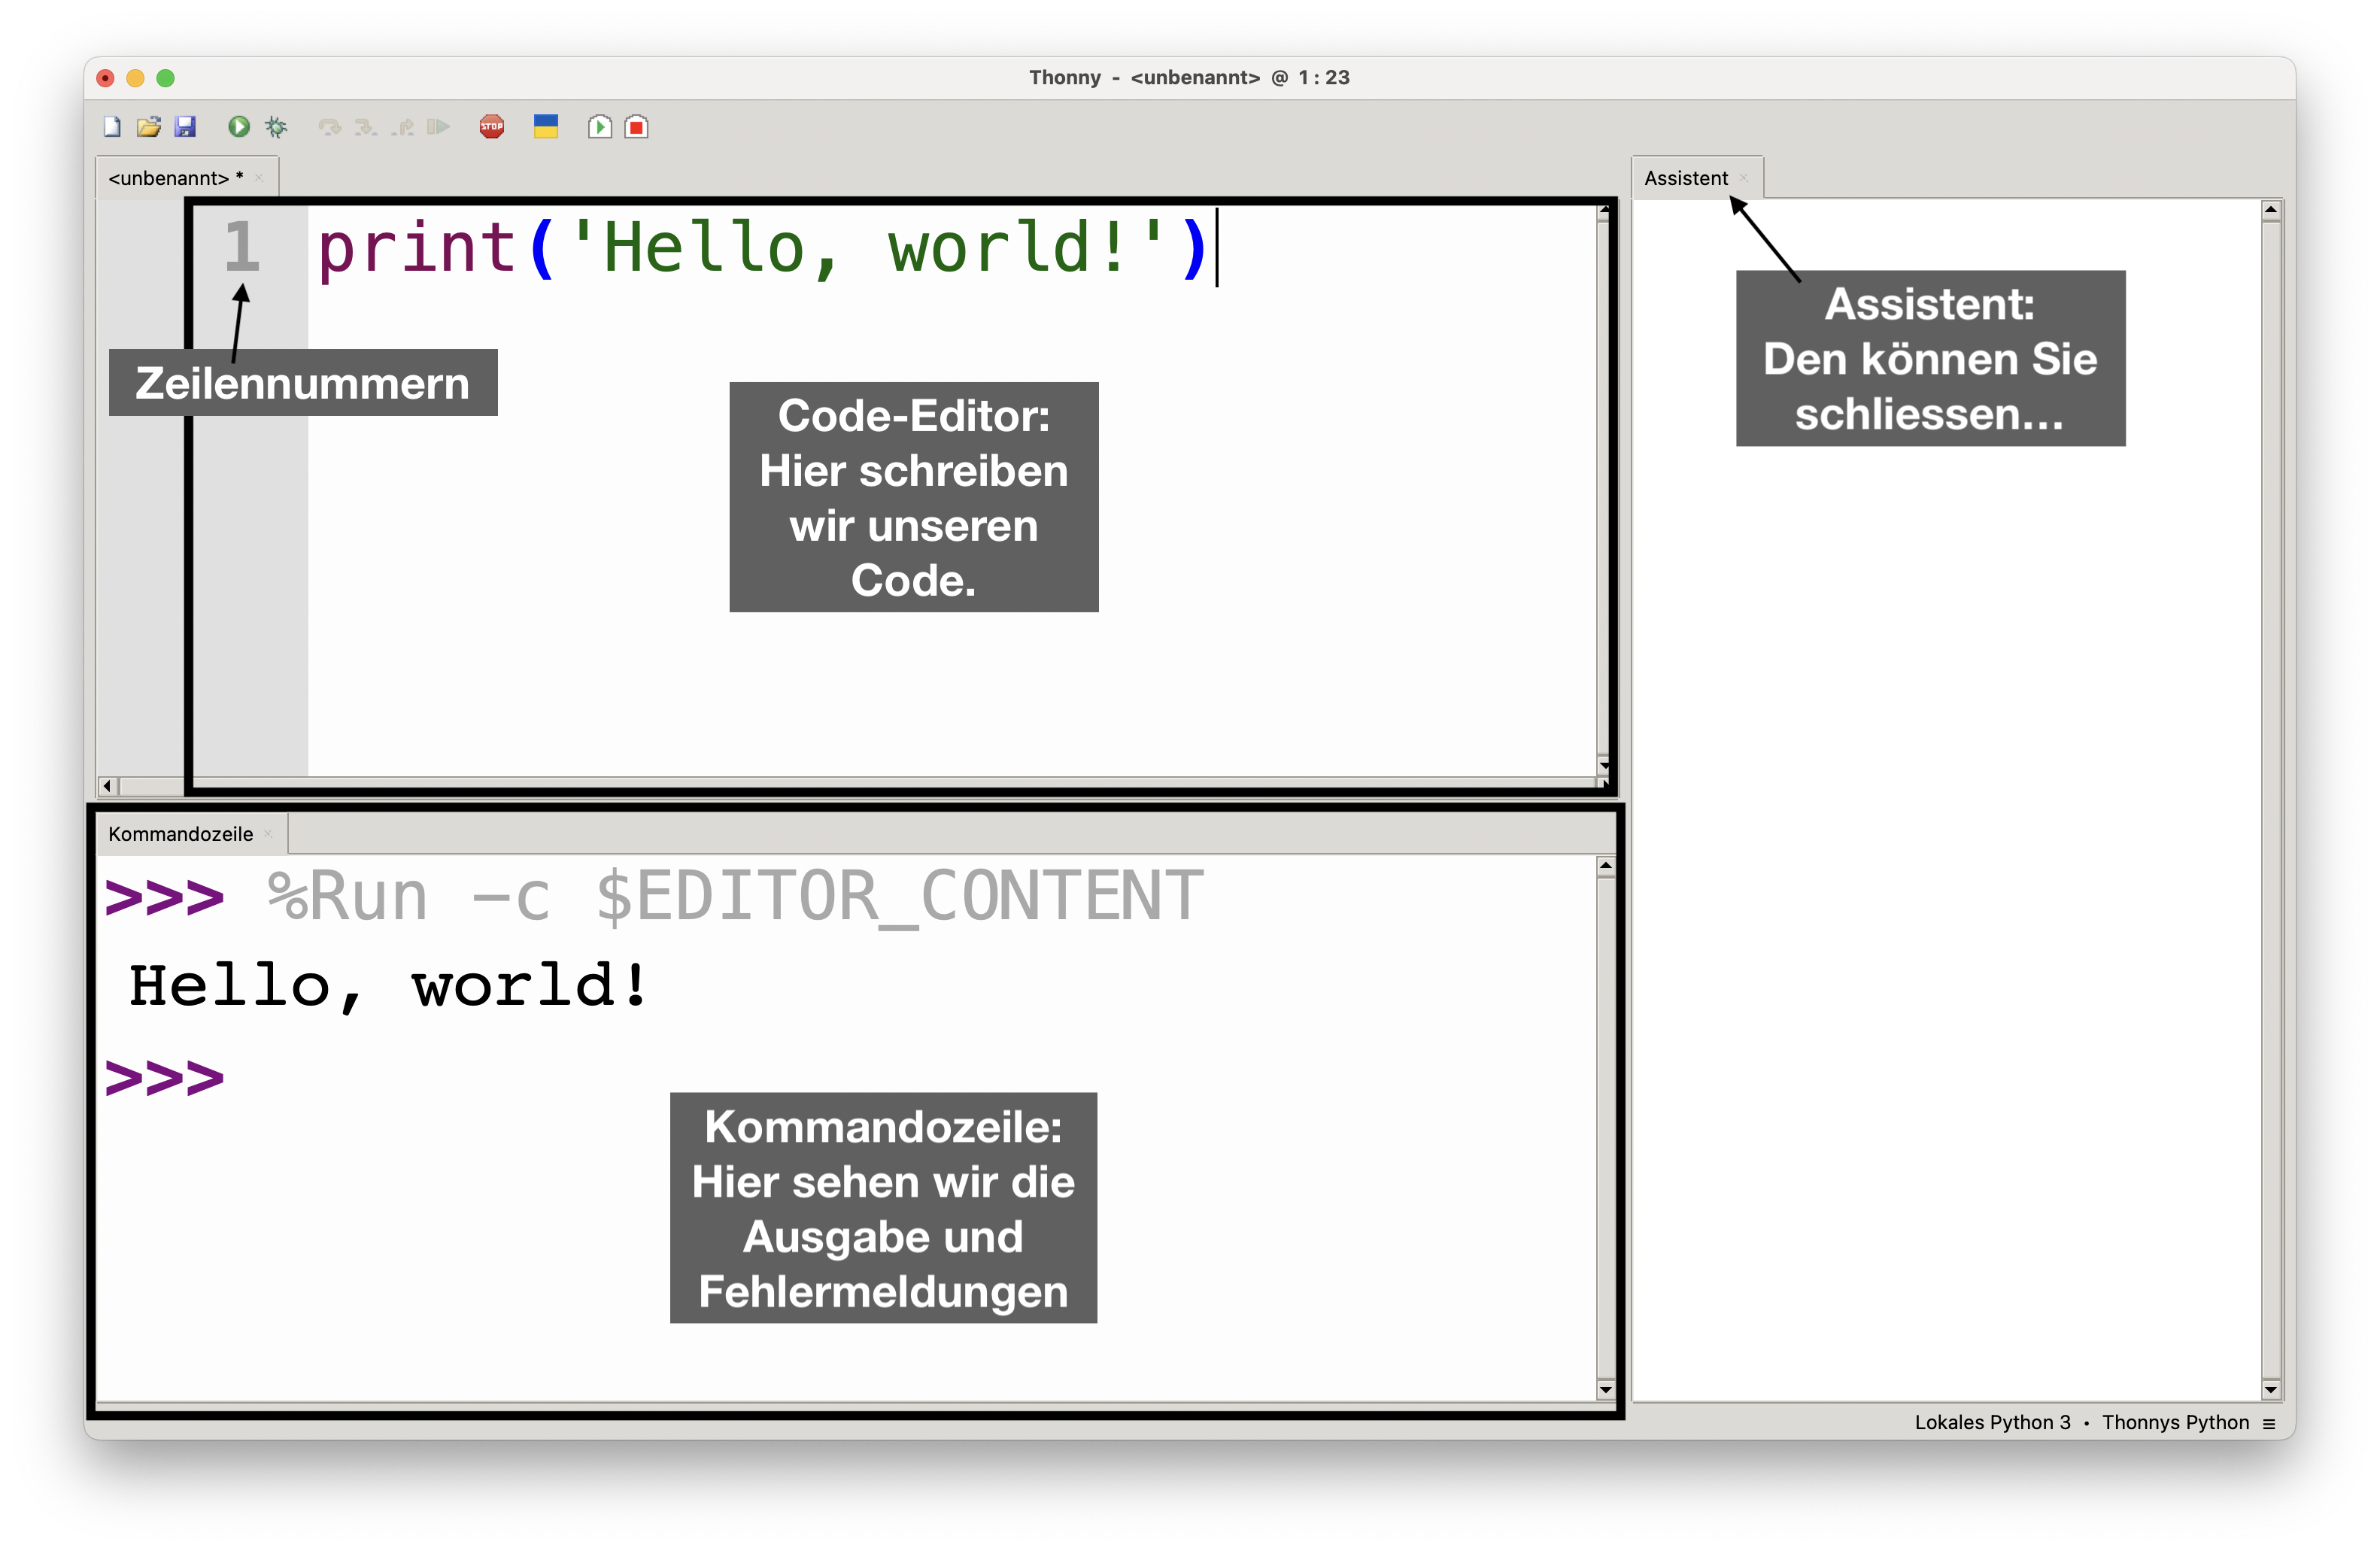 Thonny - <unbenannt> @ 1:23
STOP
<unbenannt> *
Assistent
1 print('Hello, world!')
Zeilennummern
Code-Editor:
Hier schreiben
wir unseren
Code.
Assistent:
Den können Sie
schliessen...
Kommandozeile
>>> %Run -c $EDITOR_CONTENT
Hello, world!
>>>
Kommandozeile:
Hier sehen wir die
Ausgabe und
Fehlermeldungen
Lokales Python 3 • Thonnys Python ≡